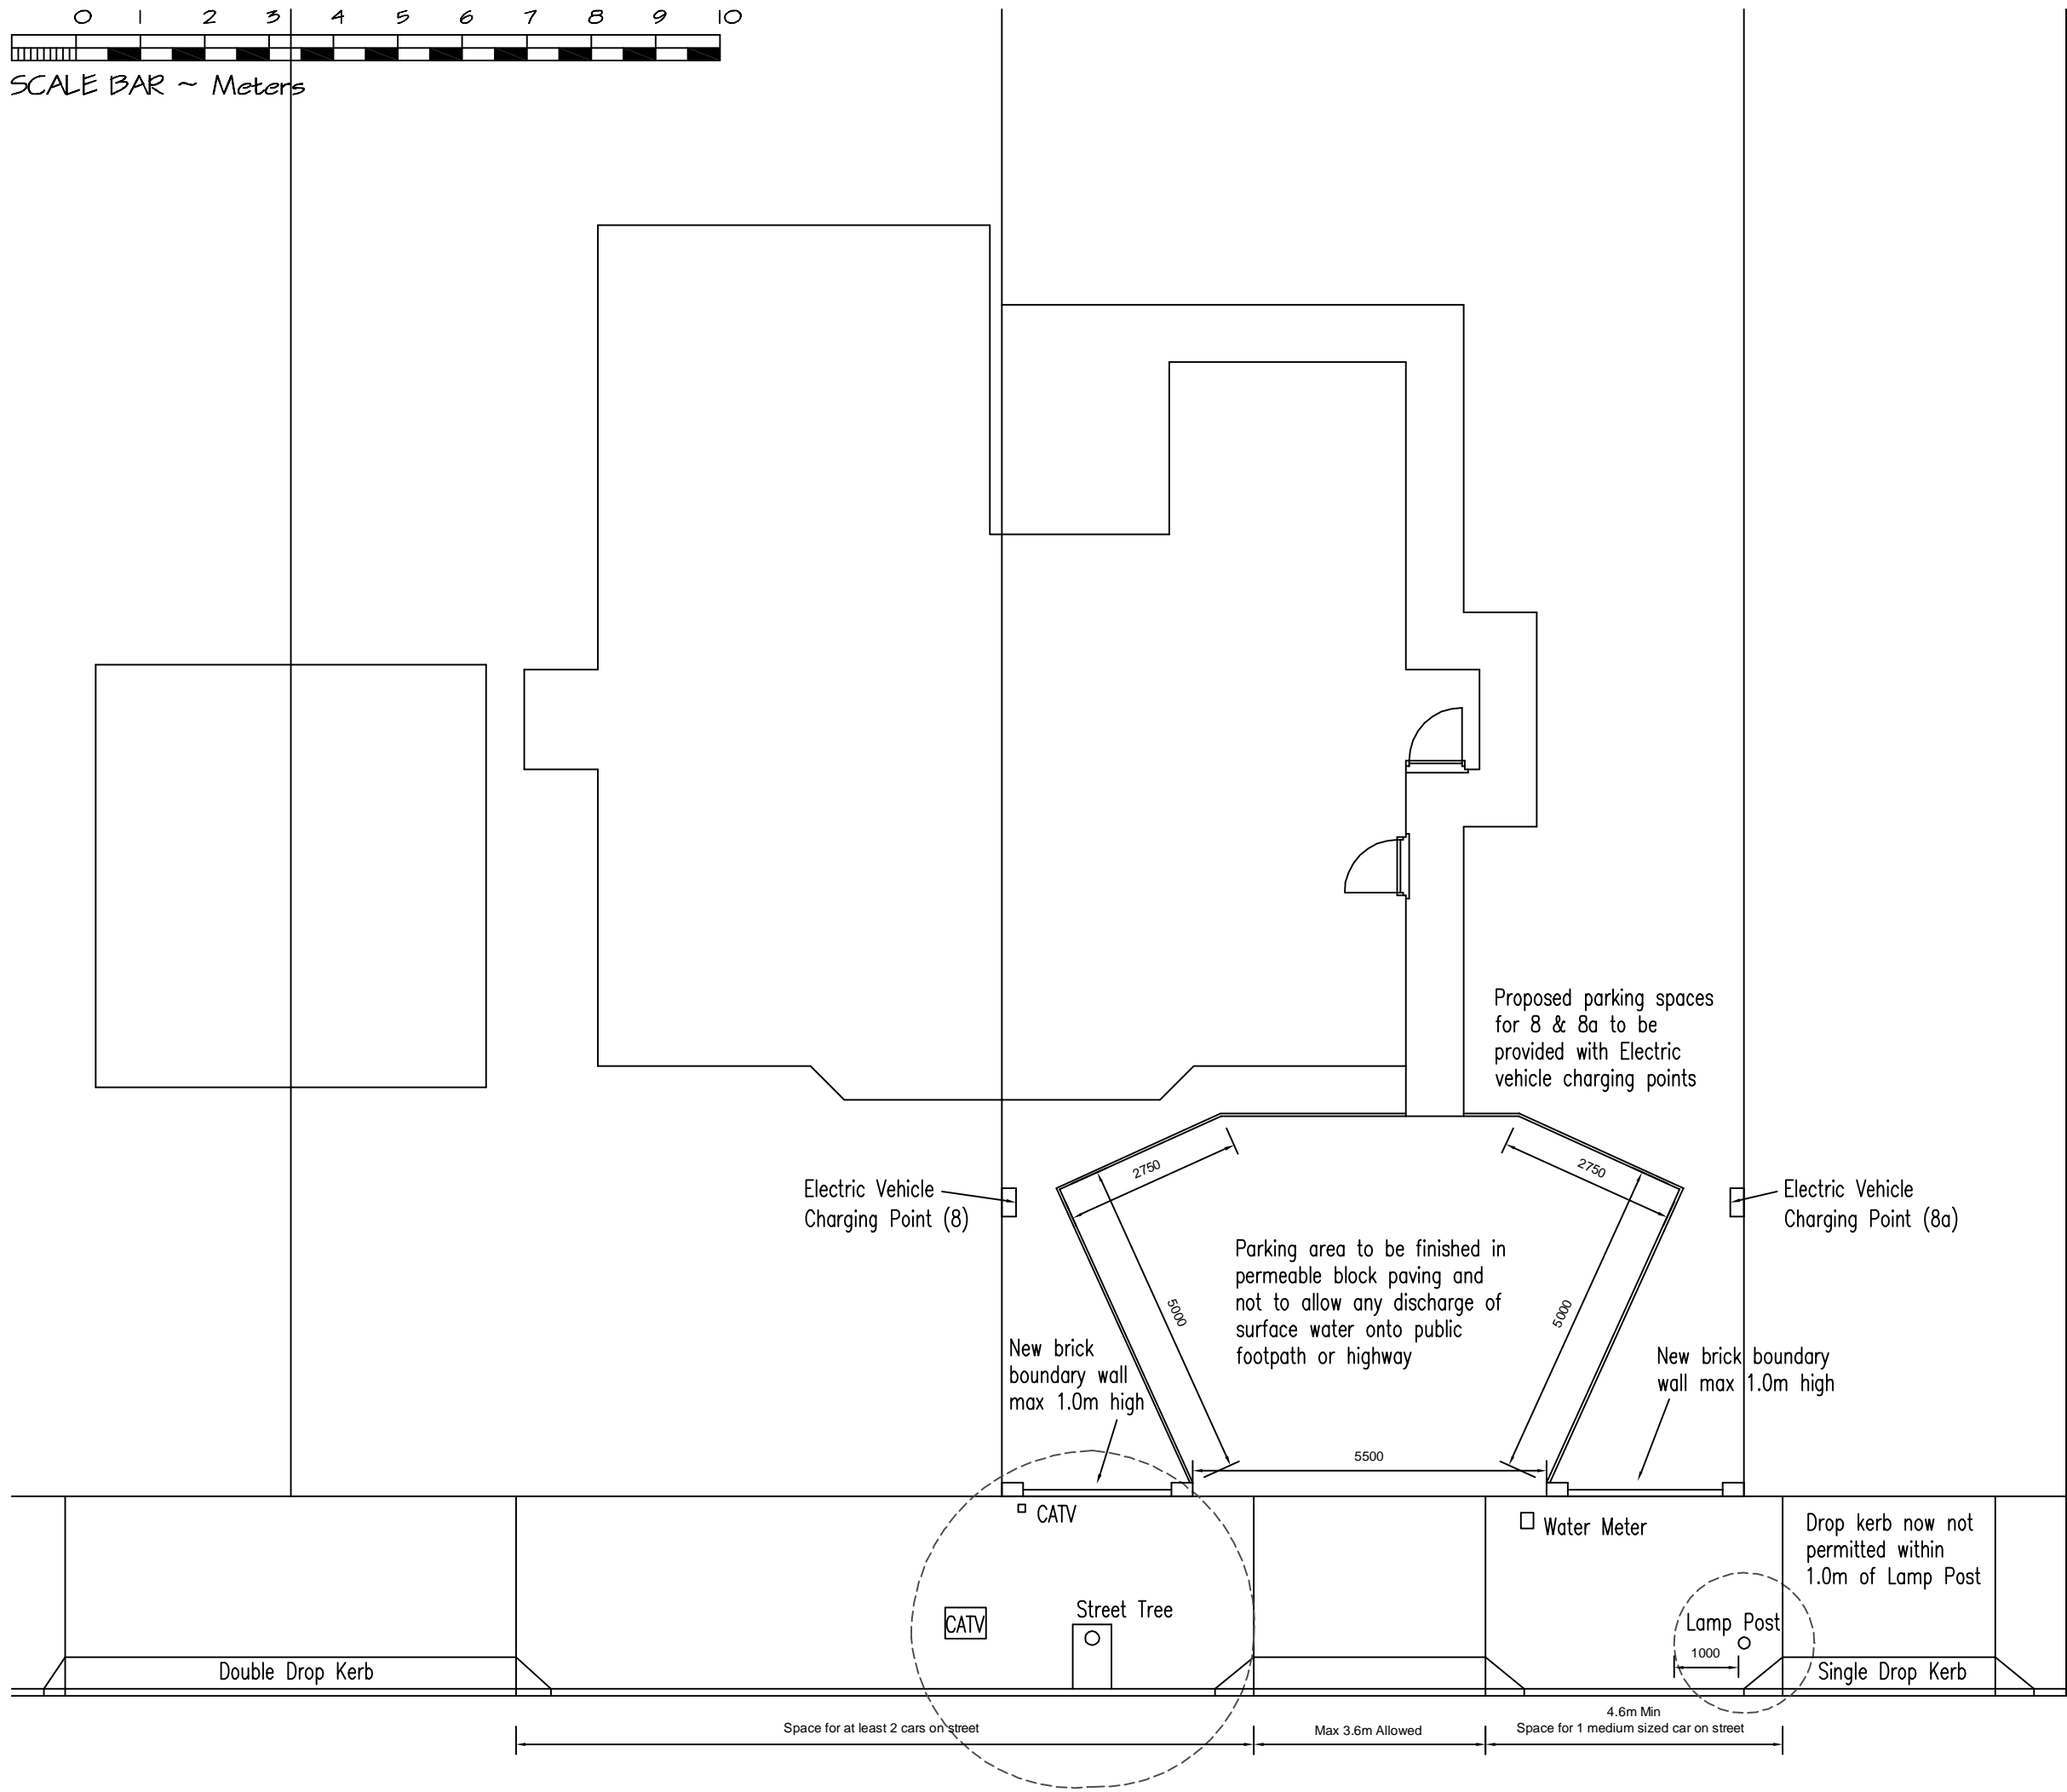 0 1 2 3 4 5 6 7 8 9 10
SCALE BAR ~ Meters
Proposed parking spaces
for 8 & 8a to be
provided with Electric
vehicle charging points
2750
2750
Electric Vehicle
Charging Point (8)
Electric Vehicle
Charging Point (8a)
Parking area to be finished in
permeable block paving and
not to allow any discharge of
surface water onto public
footpath or highway
5000
5000
New brick
boundary wall
max 1.0m high
New brick boundary
wall max 1.0m high
5500
CATV
Water Meter
Drop kerb now not
permitted within
1.0m of Lamp Post
CATV
Street Tree
Lamp Post
1000
Double Drop Kerb
Single Drop Kerb
Space for at least 2 cars on street
Max 3.6m Allowed
4.6m Min
Space for 1 medium sized car on street